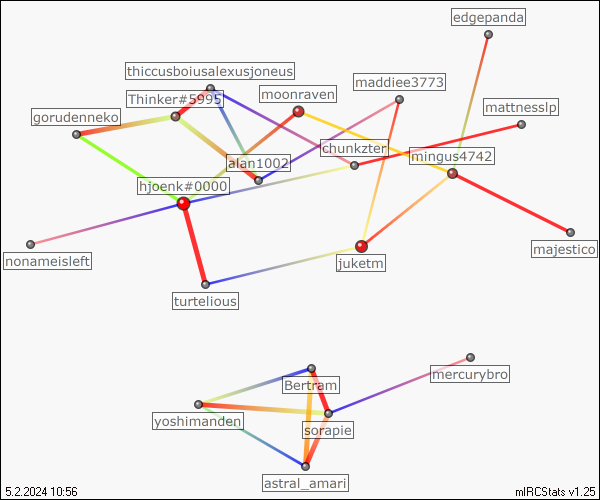 edgepanda
thiccusboiusalexusjoneus
maddiee3773
moonraven
Thinker#5995
mattnesslp
gorudenneko
chunkzter
mingus4742
alan1002
hjoenk#0000
majestico
nonameisleft
juketm
turtelious
mercurybro
Bertram
yoshimanden
sorapie
astral_amari
5.2.2024 10:56
mIRCStats v1.25